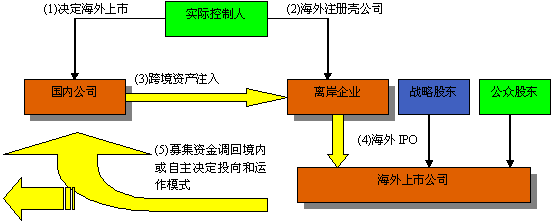 (1)决定海外上市
实际控制人
(2)海外注册壳公司
国内公司
(3)跨境资产注入
离岸企业
战略股东
公众股东
(4)海外 IPO
(5)募集资金调回境内
或自主决定投向和运
作模式
海外上市公司